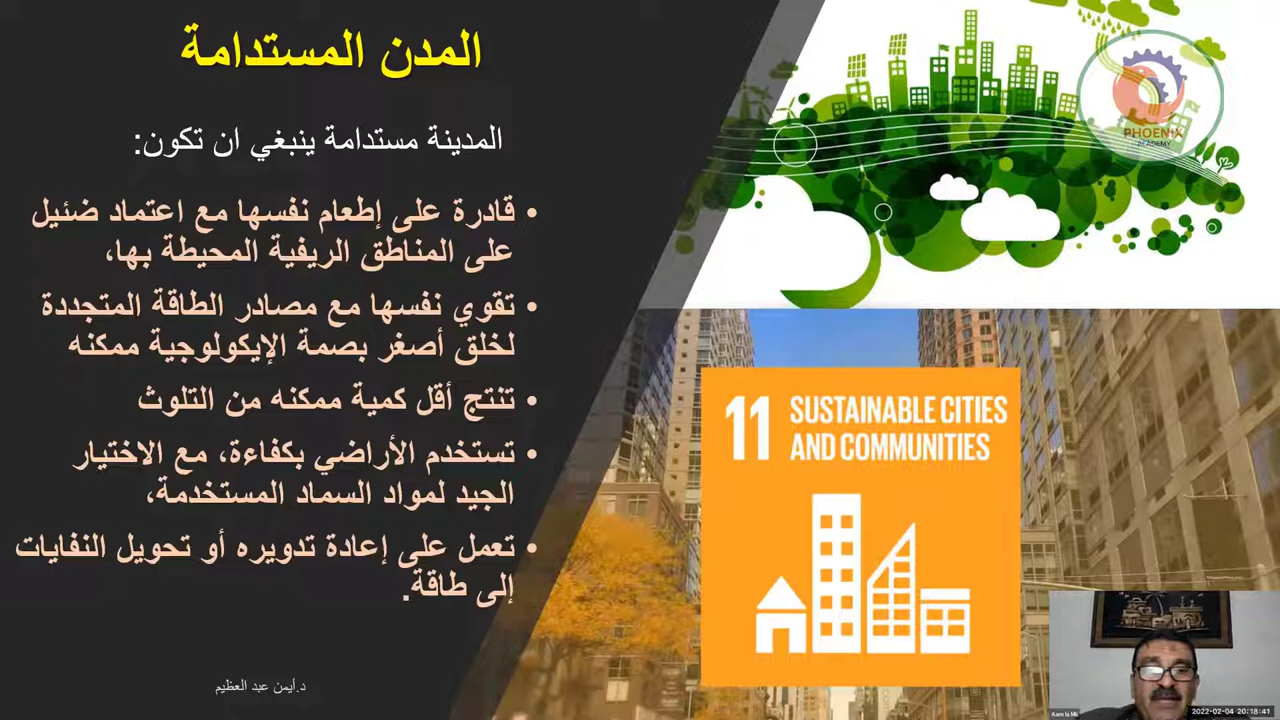 المدن المستدامة
المدينة مستدامة ينبغي ان تكون:
• قادرة على إطعام نفسها مع اعتماد ضئيل
على المناطق الريفية المحيطة بها،
• تقوي نفسها مع مصادر الطاقة المتجددة
لخلق أصغر بصمة الإيكولوجية ممكنه
• تنتج أقل كمية ممكنه من التلوث
• تستخدم الأراضي بكفاءة، مع الاختيار
الجيد لمواد السماد المستخدمة،
• تعمل على إعادة تدويره أو تحويل النفايات
إلى طاقة.
د.أيمن عبد العظيم
PHOENIX
ACADEMY
11 SUSTAINABLE CITIES
AND COMMUNITIES
2022-02-04 20:18:41